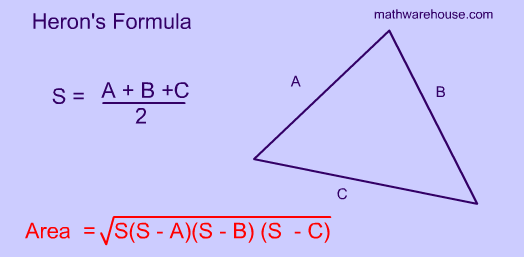 mathwarehouse.com
Heron's Formula
S = A + B +C
2
A
B
C
Area = √S(S - A)(S - B) (S - C)